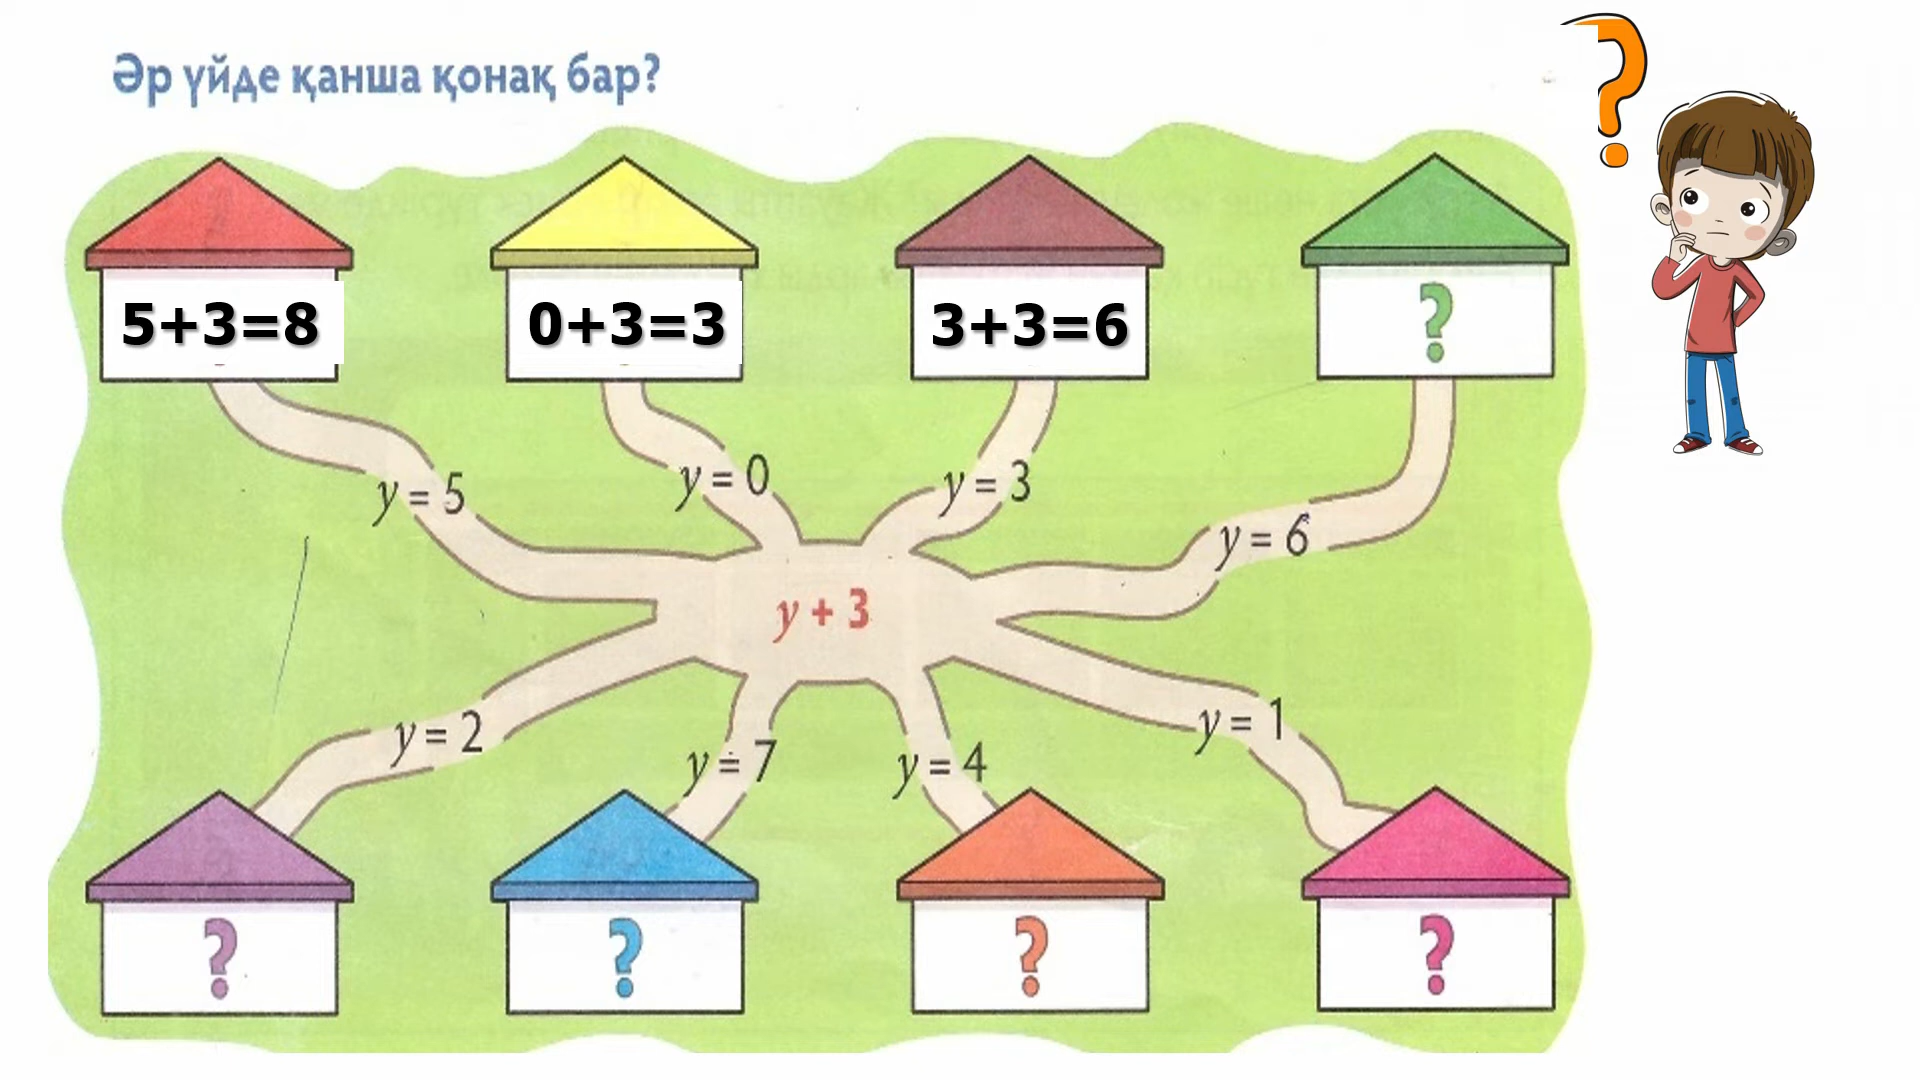 Әр үйде қанша қонақ бар?
?
5+3=8
0+3=3
3+3=6
?
y = 5
y = 0
y = 3
y = 6
y + 3
y = 2
y = 7
y = 4
y = 1
?
?
?
?